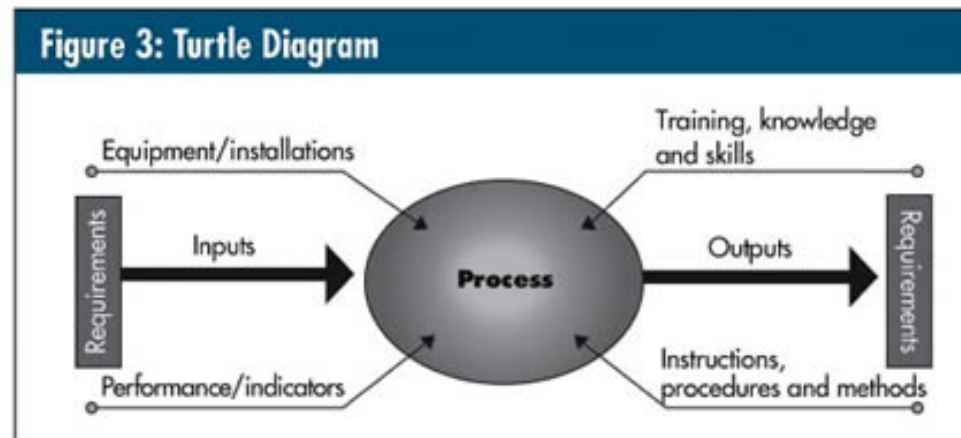 Figure 3: Turtle Diagram
Equipment/installations
Training, knowledge
and skills
Requirements
Inputs
Process
Outputs
Requirements
Performance/indicators
Instructions,
procedures and methods